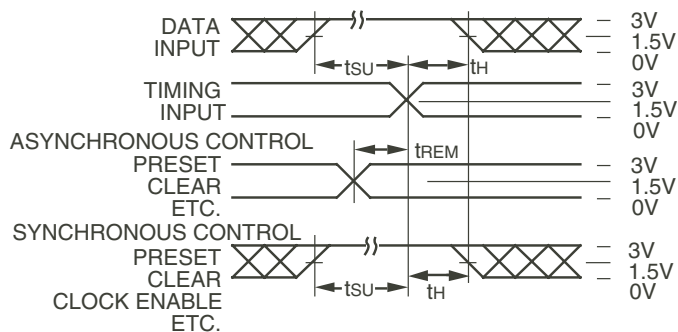 DATA
INPUT
3V
1.5V
0V
tSU
tH
TIMING
INPUT
3V
1.5V
0V
ASYNCHRONOUS CONTROL
tREM
PRESET
CLEAR
ETC.
3V
1.5V
0V
SYNCHRONOUS CONTROL
PRESET
CLEAR
CLOCK ENABLE
ETC.
3V
1.5V
0V
tSU
tH